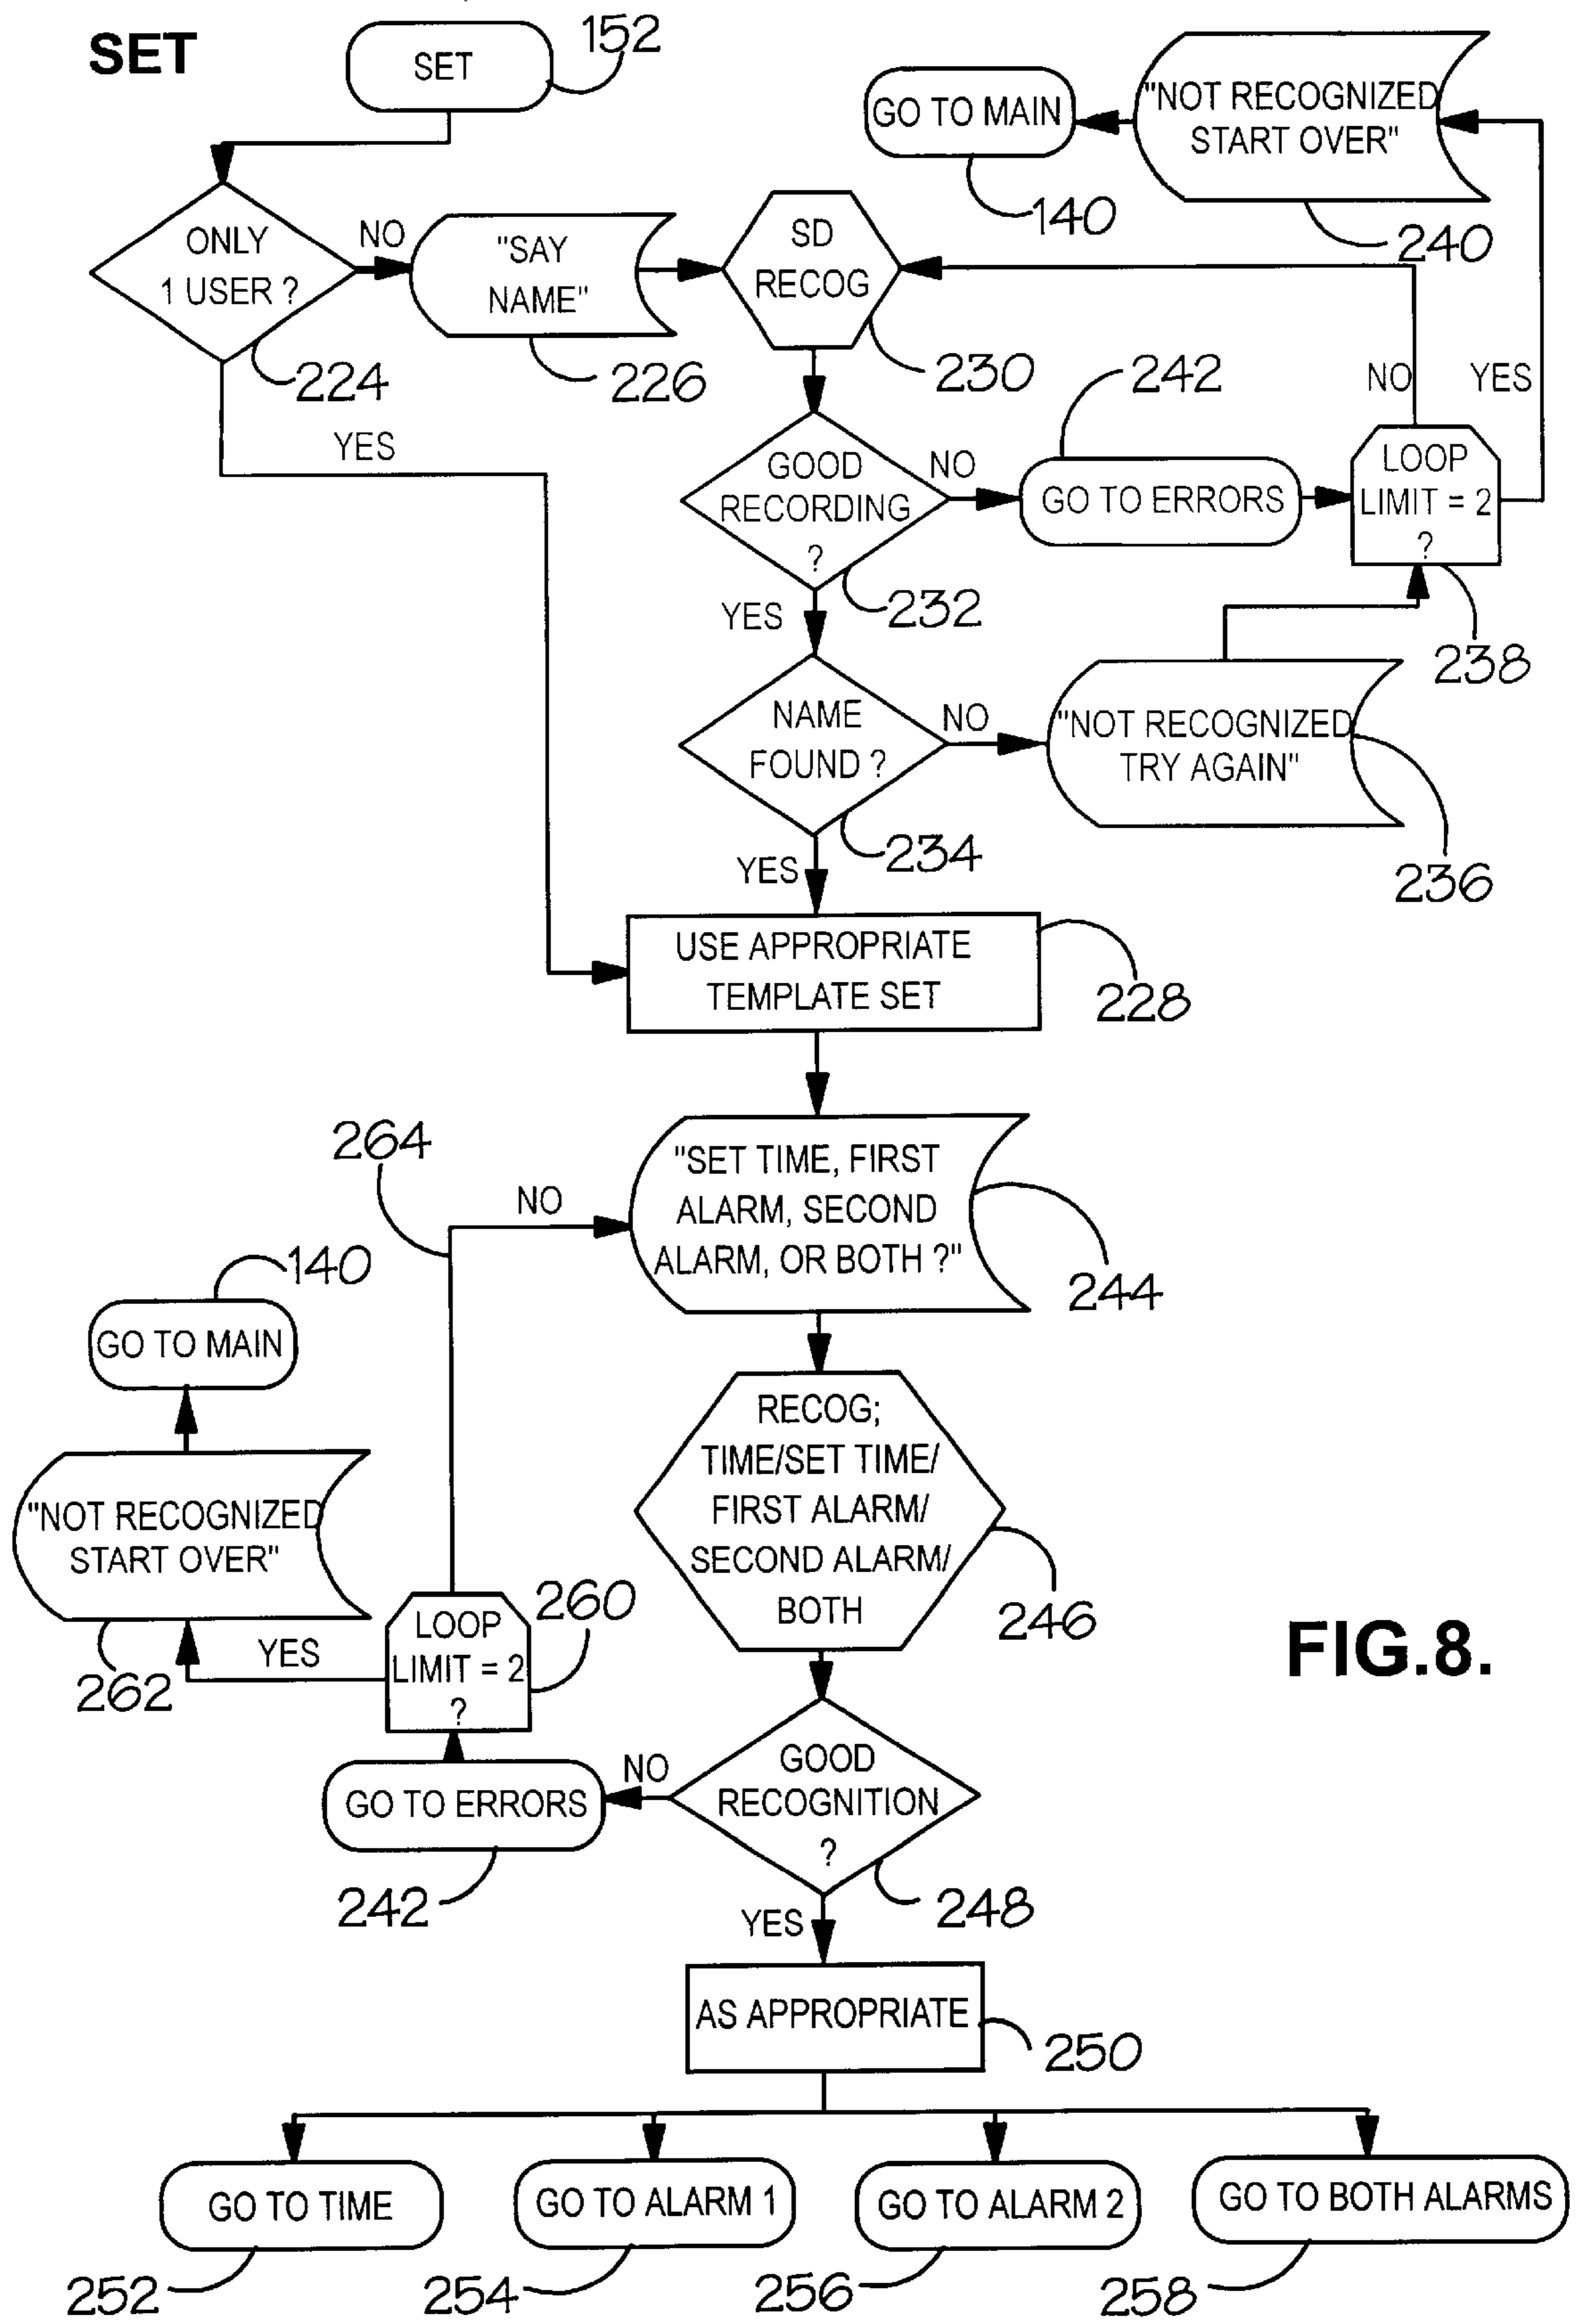 SET
SET
152
GO TO MAIN
140
"NOT RECOGNIZED
START OVER"
240
ONLY
1 USER ?
224
NO
"SAY
NAME"
226
SD
RECOG
230
YES
NO
YES
242
GOOD
RECORDING
?
232
NO
GO TO ERRORS
LOOP
LIMIT = 2
?
238
YES
NAME
FOUND ?
234
NO
"NOT RECOGNIZED
TRY AGAIN"
236
YES
USE APPROPRIATE
TEMPLATE SET
228
264
NO
"SET TIME, FIRST
ALARM, SECOND
ALARM, OR BOTH ?"
244
140
GO TO MAIN
"NOT RECOGNIZED
START OVER"
262
YES
RECOG;
TIME/SET TIME/
FIRST ALARM/
SECOND ALARM/
BOTH
246
LOOP
LIMIT = 2
?
260
FIG.8.
GO TO ERRORS
242
NO
GOOD
RECOGNITION
?
248
YES
AS APPROPRIATE
250
GO TO TIME
GO TO ALARM 1
GO TO ALARM 2
GO TO BOTH ALARMS
252
254
256
258